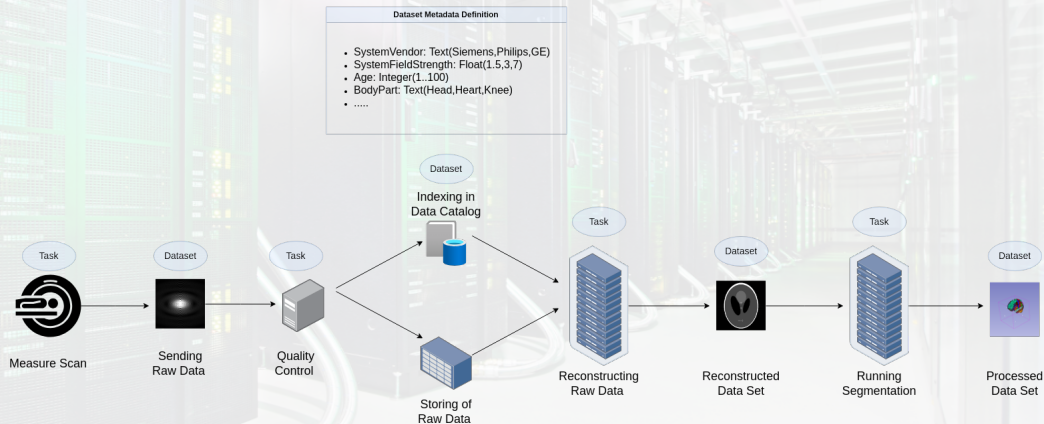 Dataset Metadata Definition
SystemVendor: Text(Siemens,Philips,GE)
SystemFieldStrength: Float(1.5,3,7)
Age: Integer(1..100)
BodyPart: Text(Head,Heart,Knee)
.....
Dataset
Indexing in
Data Catalog
Task
Measure Scan
Dataset
Sending
Raw Data
Task
Quality
Control
Storing of
Raw Data
Task
Reconstructing
Raw Data
Dataset
Reconstructed
Data Set
Task
Running
Segmentation
Dataset
Processed
Data Set